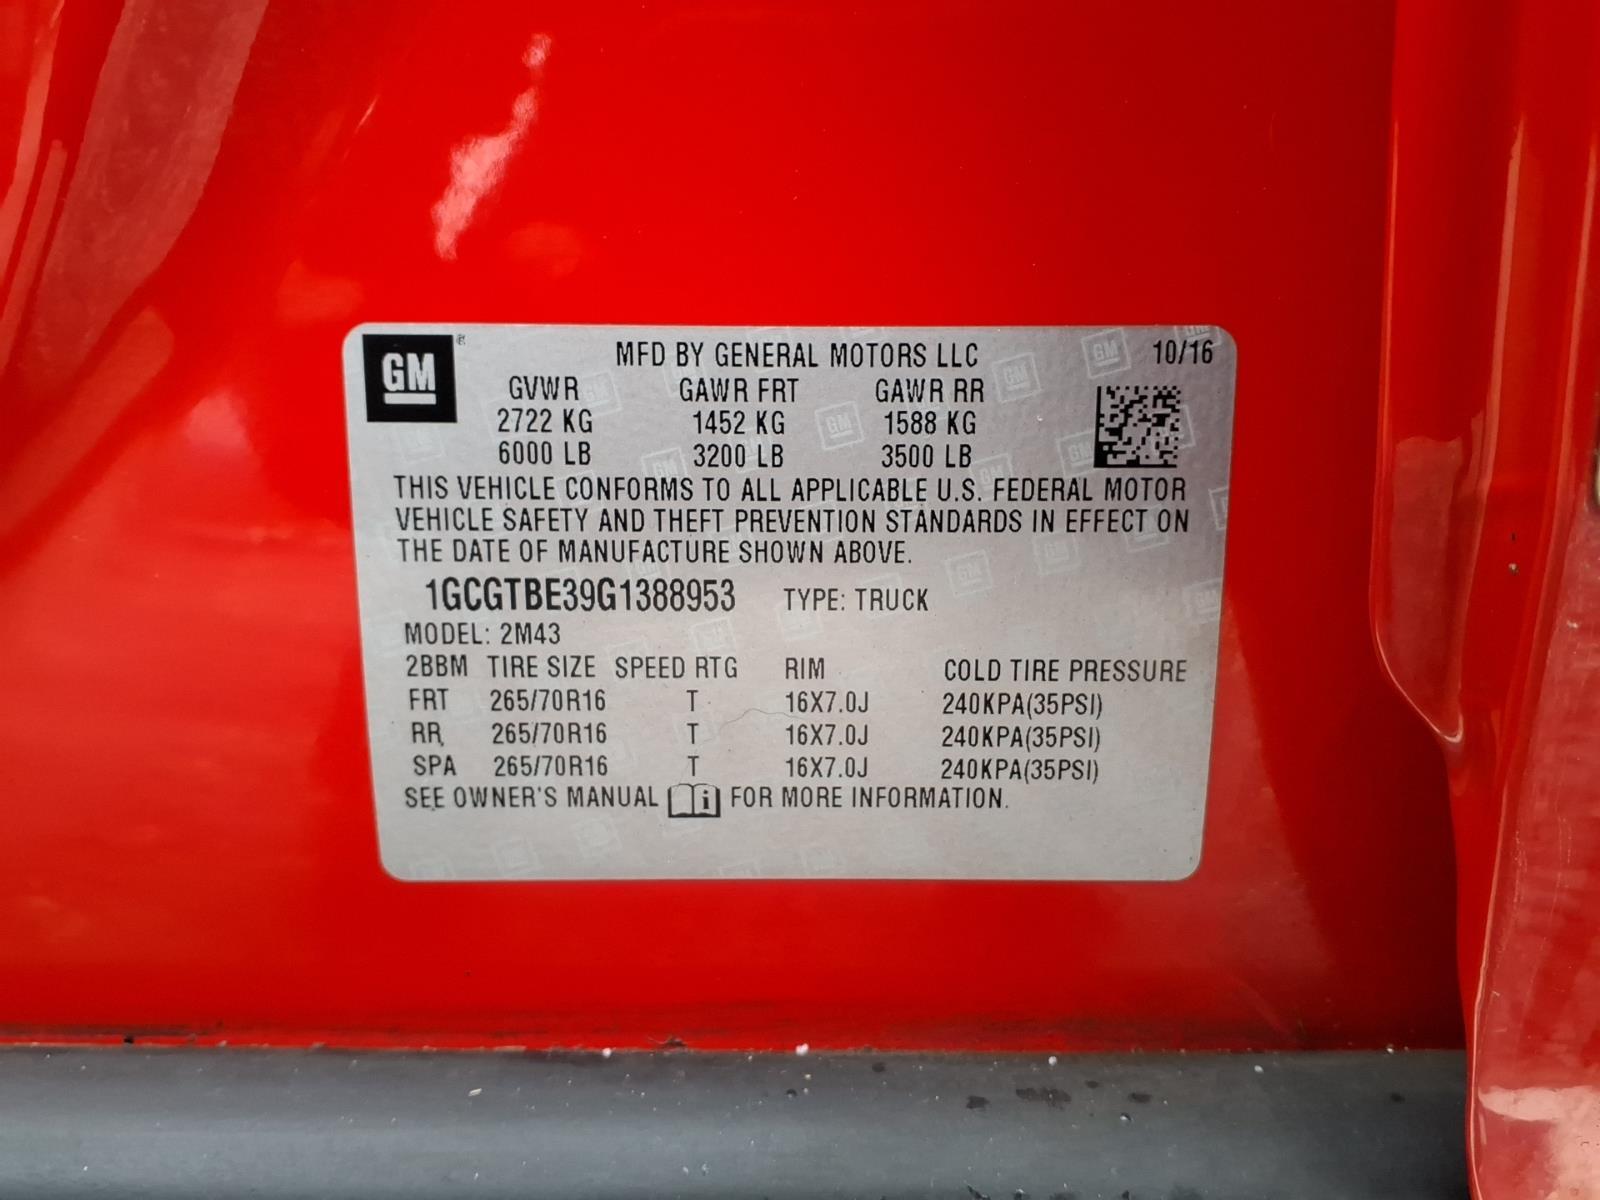 GM ® MFD BY GENERAL MOTORS LLC 10/16
GVWR GAWR FRT GAWR RR
2722 KG 1452 KG 1588 KG
6000 LB 3200 LB 3500 LB
THIS VEHICLE CONFORMS TO ALL APPLICABLE U.S. FEDERAL MOTOR
VEHICLE SAFETY AND THEFT PREVENTION STANDARDS IN EFFECT ON
THE DATE OF MANUFACTURE SHOWN ABOVE.
1GCGTBE39G1388953 TYPE: TRUCK
MODEL: 2M43
2BBM TIRE SIZE SPEED RTG RIM COLD TIRE PRESSURE
FRT 265/70R16 T 16X7.0J 240KPA(35PSI)
RR 265/70R16 T 16X7.0J 240KPA(35PSI)
SPA 265/70R16 T 16X7.0J 240KPA(35PSI)
SEE OWNER'S MANUAL i FOR MORE INFORMATION.